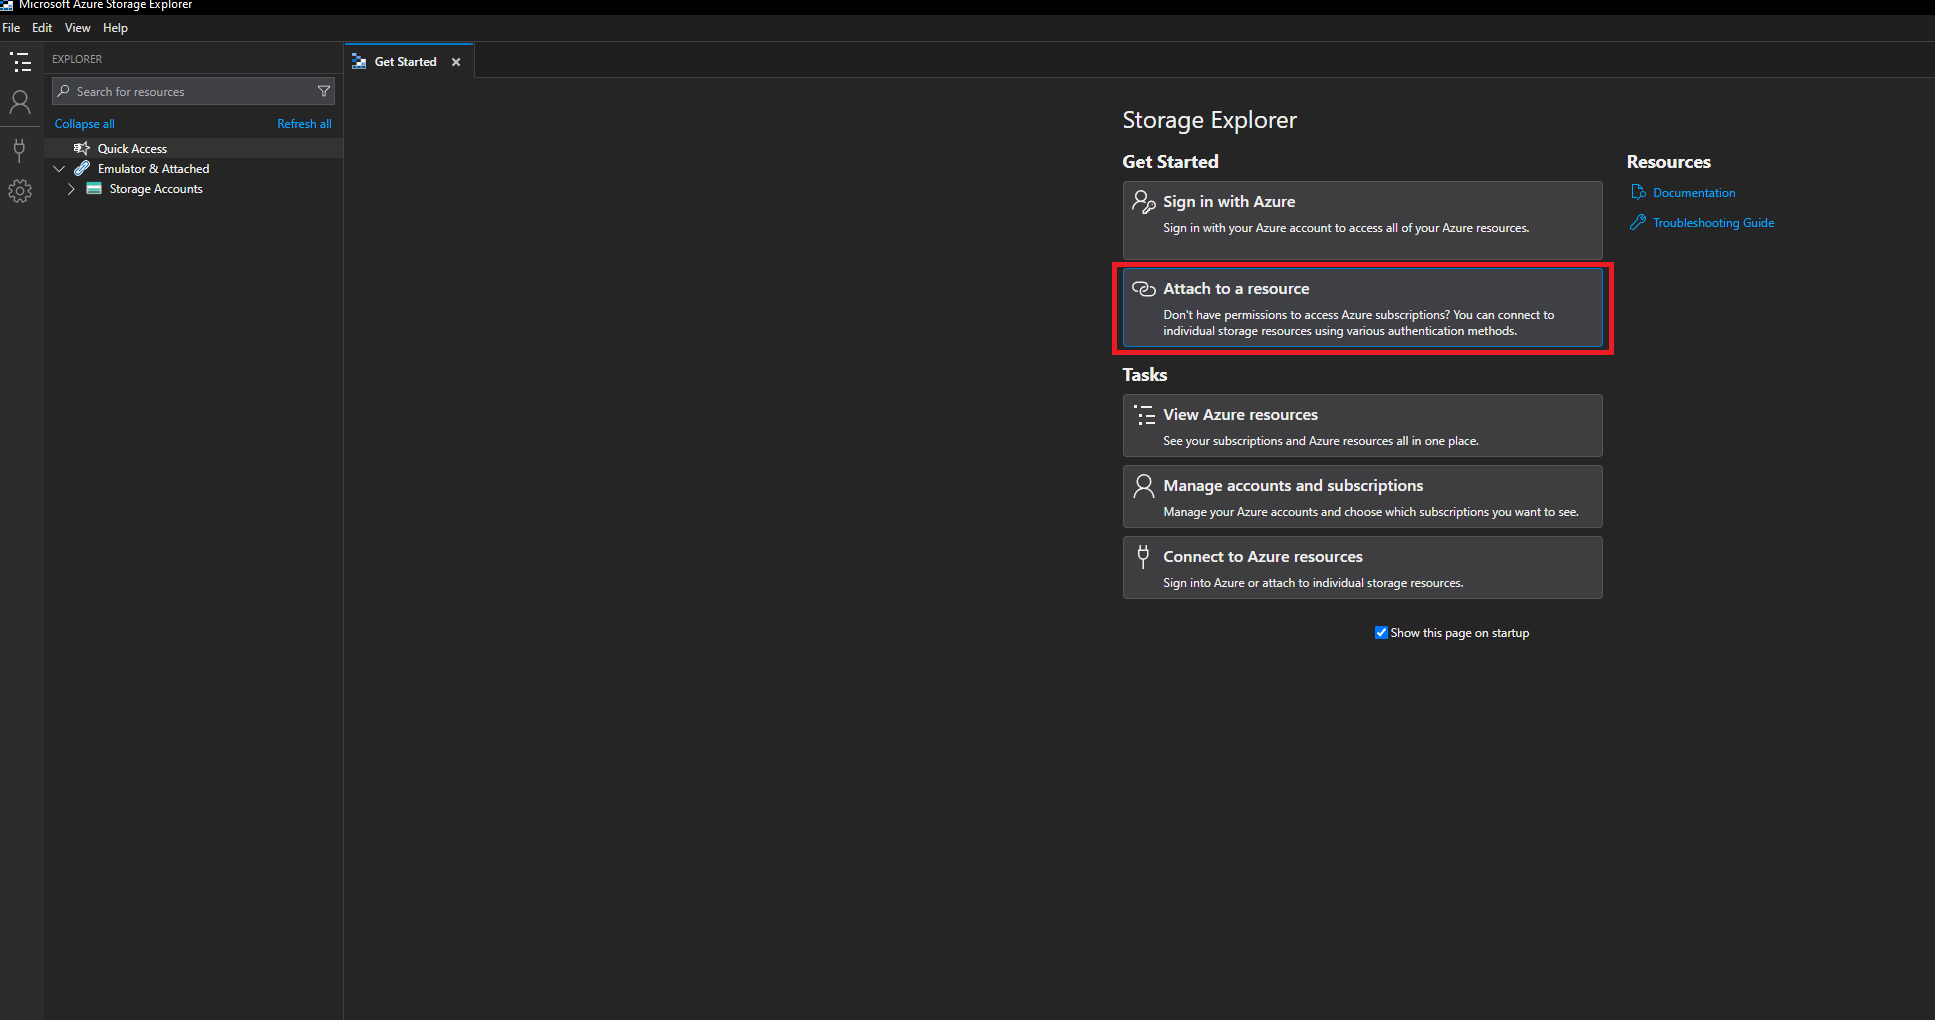 Microsoft Azure Storage Explorer
File Edit View Help
EXPLORER
Search for resources
Collapse all Refresh all
Quick Access
Emulator & Attached
Storage Accounts
Get Started
Storage Explorer
Get Started
Sign in with Azure
Sign in with your Azure account to access all of your Azure resources.
Attach to a resource
Don't have permissions to access Azure subscriptions? You can connect to
individual storage resources using various authentication methods.
Tasks
View Azure resources
See your subscriptions and Azure resources all in one place.
Manage accounts and subscriptions
Manage your Azure accounts and choose which subscriptions you want to see.
Connect to Azure resources
Sign into Azure or attach to individual storage resources.
Show this page on startup
Resources
Documentation
Troubleshooting Guide